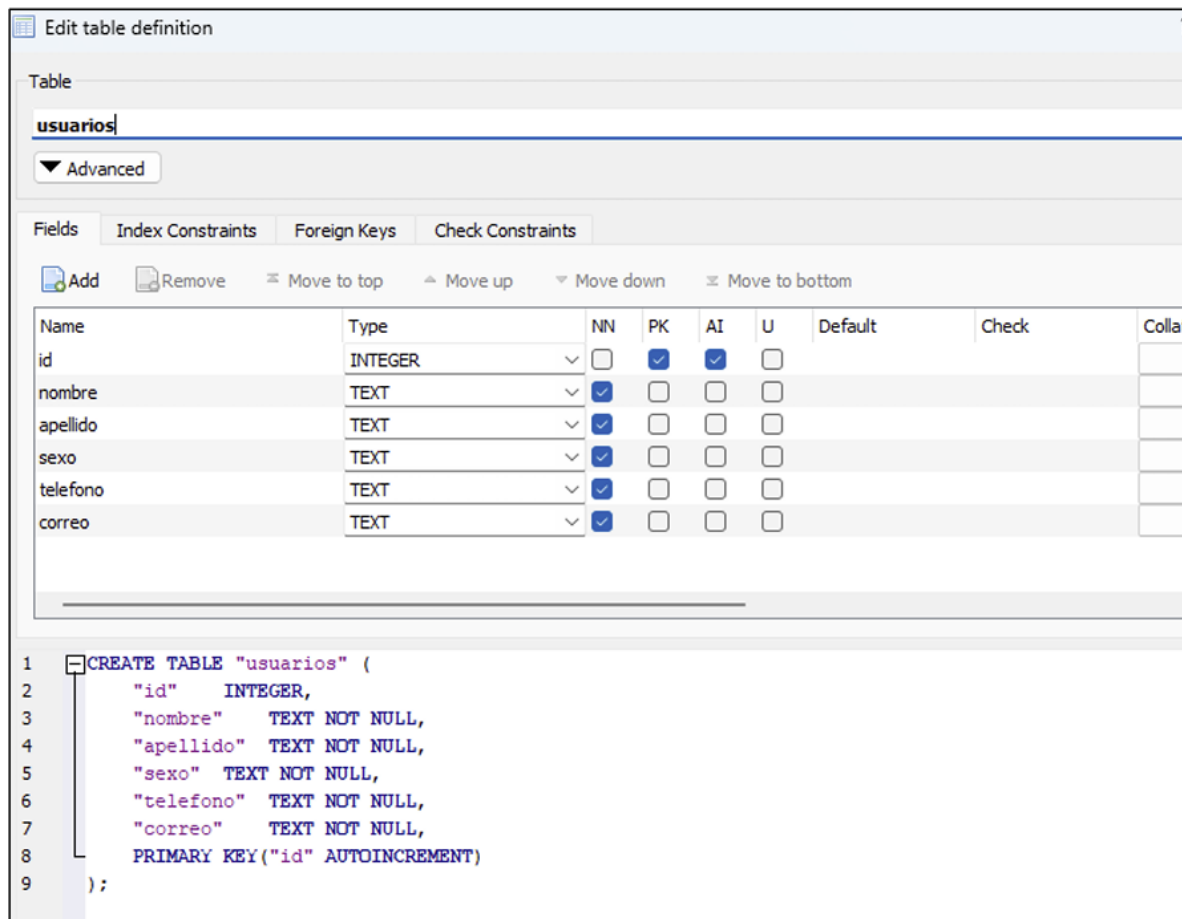 Edit table definition
Table
usuarios
Advanced
Fields Index Constraints Foreign Keys Check Constraints
Add Remove Move to top Move up Move down Move to bottom
Name Type NN PK AI U Default Check Colla
id INTEGER
nombre TEXT
apellido TEXT
sexo TEXT
telefono TEXT
correo TEXT
1 CREATE TABLE "usuarios" (
2 "id" INTEGER,
3 "nombre" TEXT NOT NULL,
4 "apellido" TEXT NOT NULL,
5 "sexo" TEXT NOT NULL,
6 "telefono" TEXT NOT NULL,
7 "correo" TEXT NOT NULL,
8 PRIMARY KEY("id" AUTOINCREMENT)
9 );